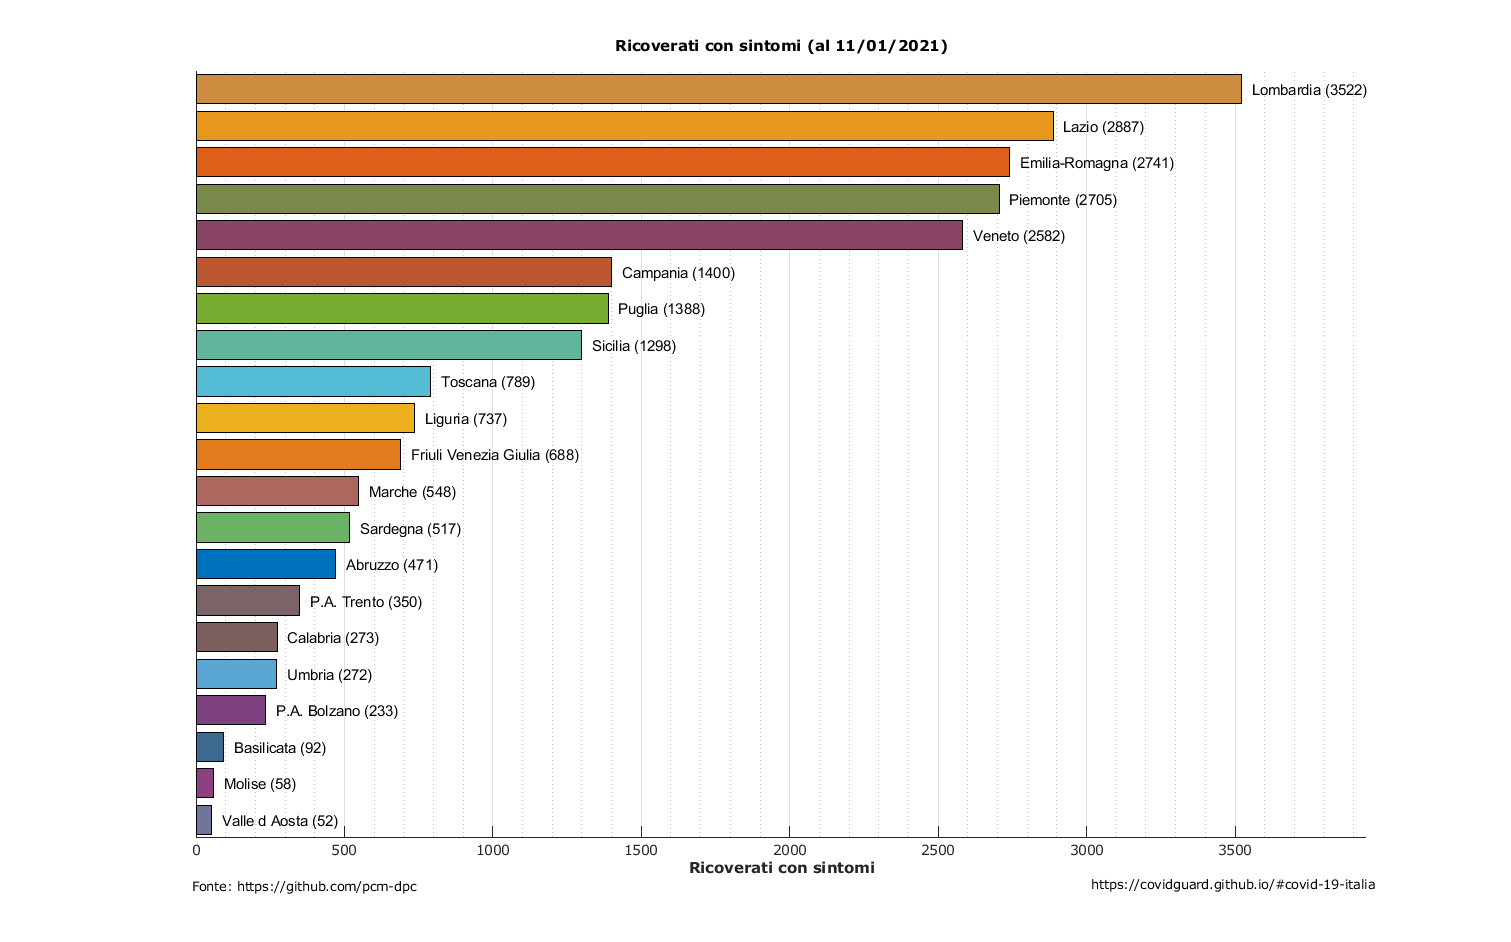 Ricoverati con sintomi (al 11/01/2021)
Lombardia (3522)
Lazio (2887)
Emilia-Romagna (2741)
Piemonte (2705)
Veneto (2582)
Campania (1400)
Puglia (1388)
Sicilia (1298)
Toscana (789)
Liguria (737)
Friuli Venezia Giulia (688)
Marche (548)
Sardegna (517)
Abruzzo (471)
P.A. Trento (350)
Calabria (273)
Umbria (272)
P.A. Bolzano (233)
Basilicata (92)
Molise (58)
Valle d Aosta (52)
0 500 1000 1500 2000 2500 3000 3500
Ricoverati con sintomi
Fonte: https://github.com/pcm-dpc
https://covidguard.github.io/#covid-19-italia